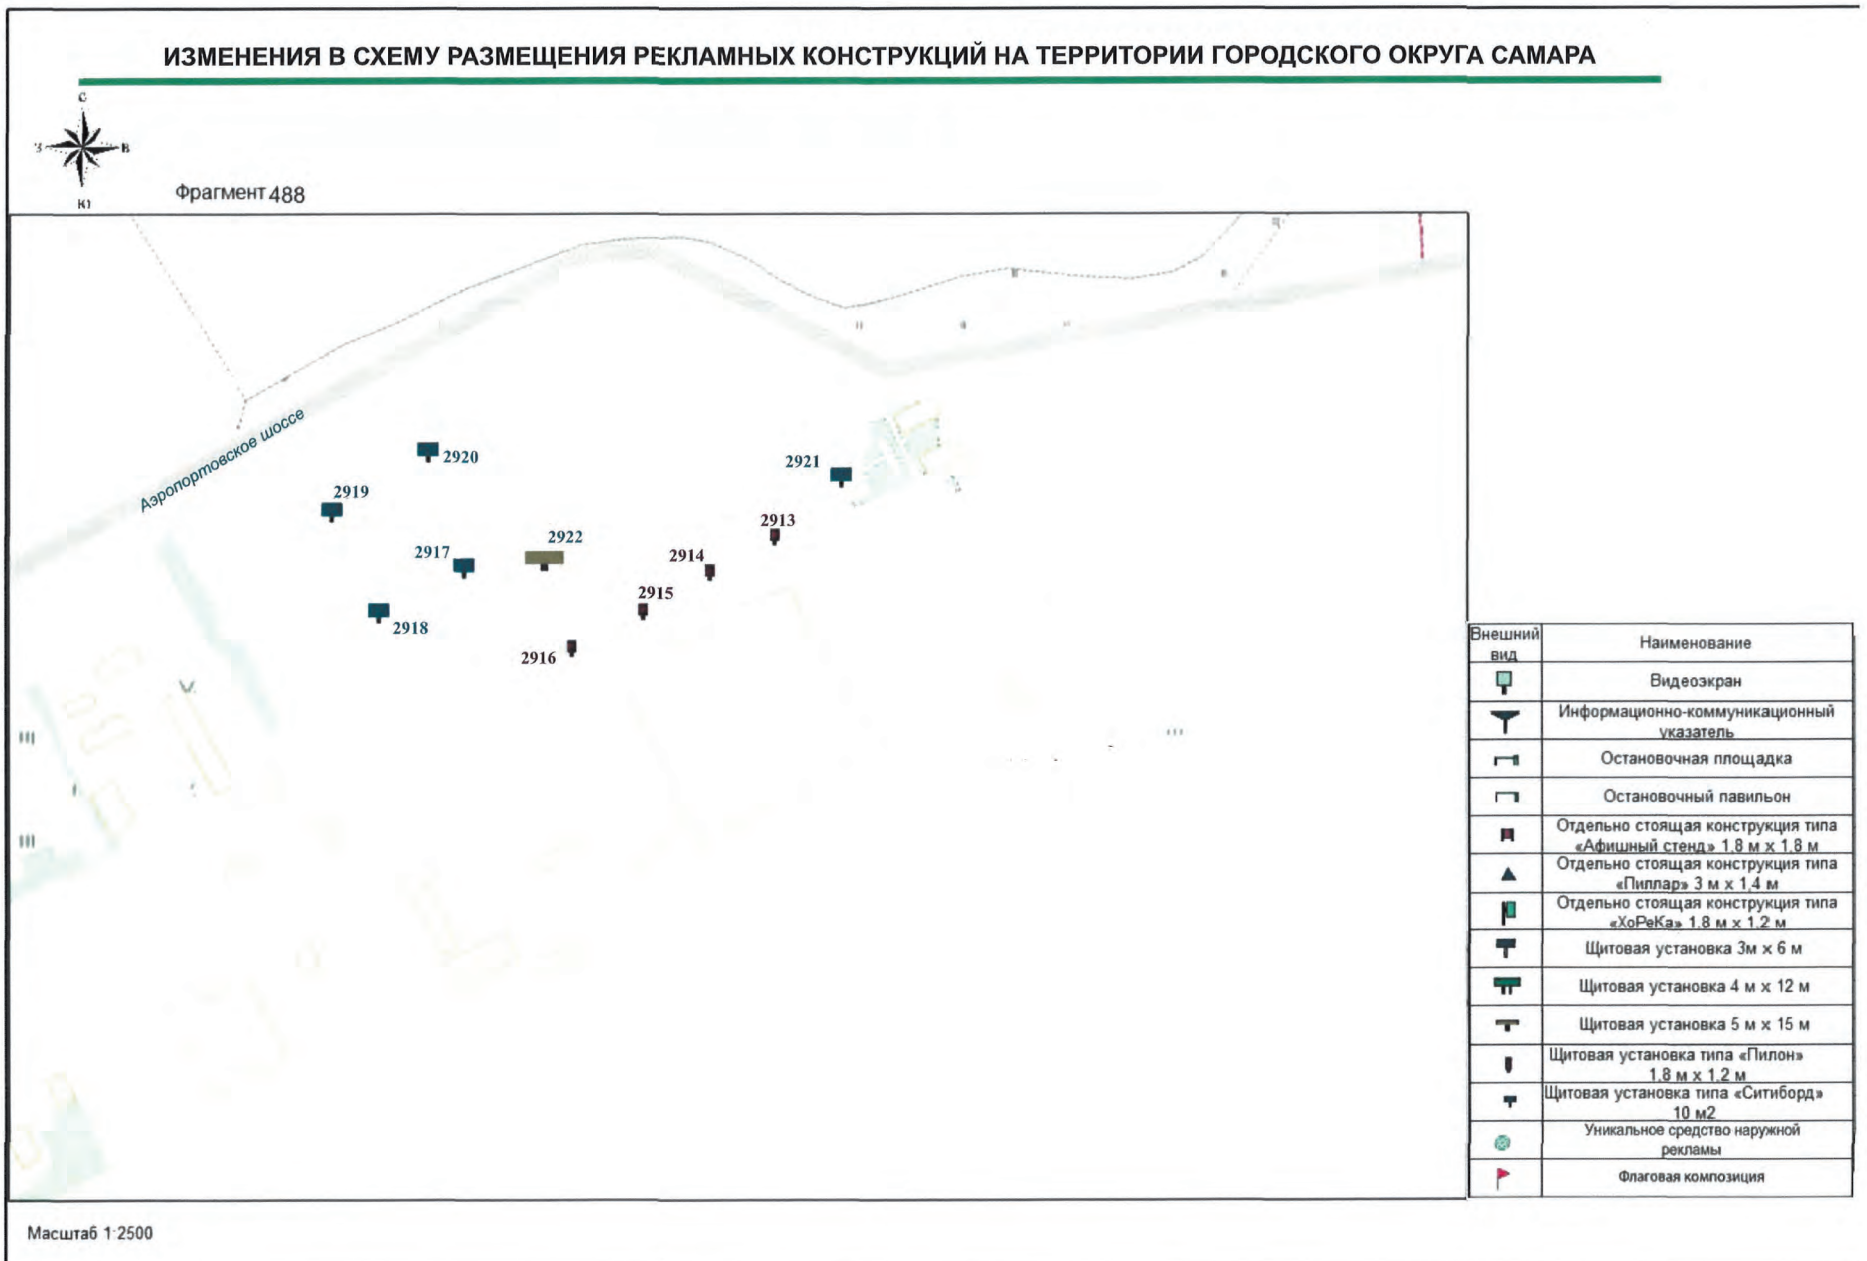 ИЗМЕНЕНИЯ В СХЕМУ РАЗМЕЩЕНИЯ РЕКЛАМНЫХ КОНСТРУКЦИЙ НА ТЕРРИТОРИИ ГОРОДСКОГО ОКРУГА САМАРА
С
З
В
Ю
Фрагмент 488
Аэропортовское шоссе
2920
2921
2919
2913
2922
2917
2914
2915
2918
2916
Внешний
вид
Наименование
Видеоэкран
Информационно-коммуникационный
указатель
Остановочная площадка
Остановочный павильон
Отдельно стоящая конструкция типа
«Афишный стенд» 1.8 м х 1.8 м
Отдельно стоящая конструкция типа
«Пиллар» 3 м х 1,4 м
Отдельно стоящая конструкция типа
«ХоРеКа» 1.8 м х 1.2 м
Щитовая установка 3м х 6 м
Щитовая установка 4 м х 12 м
Щитовая установка 5 м х 15 м
Щитовая установка типа «Пилон»
1.8 м х 1.2 м
Щитовая установка типа «Ситиборд»
10 м2
Уникальное средство наружной
рекламы
Флаговая композиция
Масштаб 1:2500